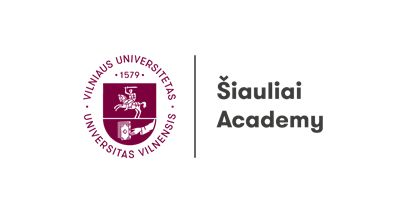 VILNIAUS UNIVERSITETAS
· 1579 ·
UNIVERSITAS VILNENSIS
Šiauliai
Academy